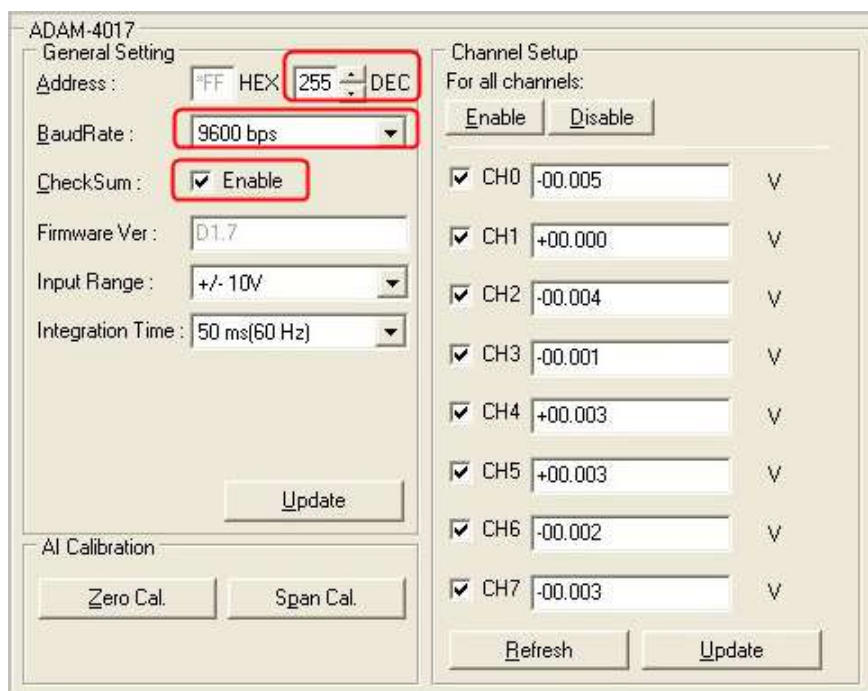 ADAM-4017
General Setting
Address : *FF HEX 255 DEC
BaudRate : 9600 bps
CheckSum : Enable
Firmware Ver : D1.7
Input Range : +/- 10V
Integration Time : 50 ms(60 Hz)
Update
AI Calibration
Zero Cal. Span Cal.
Channel Setup
For all channels:
Enable Disable
CH0 -00.005 V
CH1 +00.000 V
CH2 -00.004 V
CH3 -00.001 V
CH4 +00.003 V
CH5 +00.003 V
CH6 -00.002 V
CH7 -00.003 V
Refresh Update